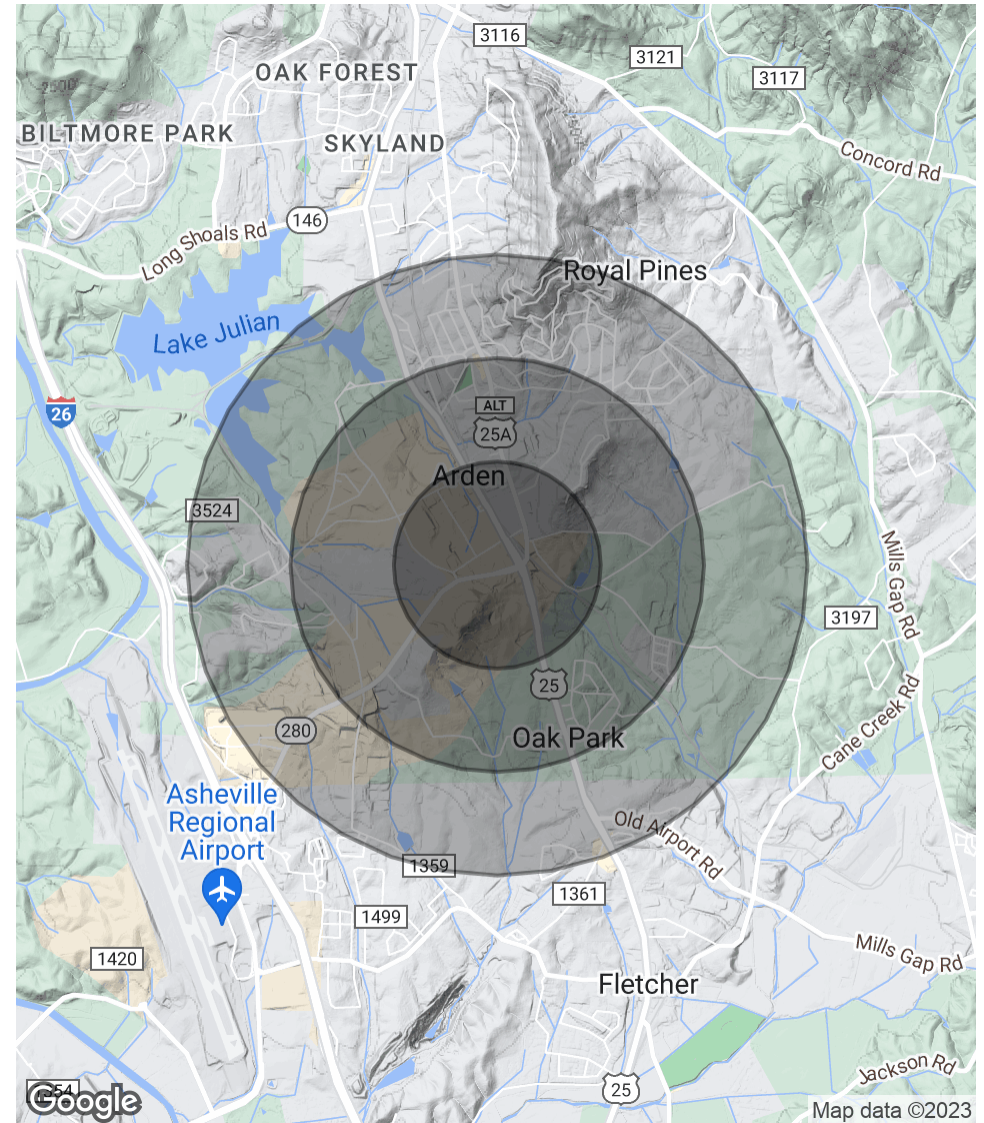 3116
3121
OAK FOREST
3117
2500
BILTMORE PARK
SKYLAND
Concord Rd
146
Long Shoals Rd
Royal Pines
Lake Julian
ALT
25A
26
Arden
3524
Mills Gap Rd
3197
25
Cane Creek Rd
280
Oak Park
Asheville
Regional
Airport
Old Airport Rd
1359
1361
1499
1420
Mills Gap Rd
Fletcher
Jackson Rd
25
Google
Map data ©2023